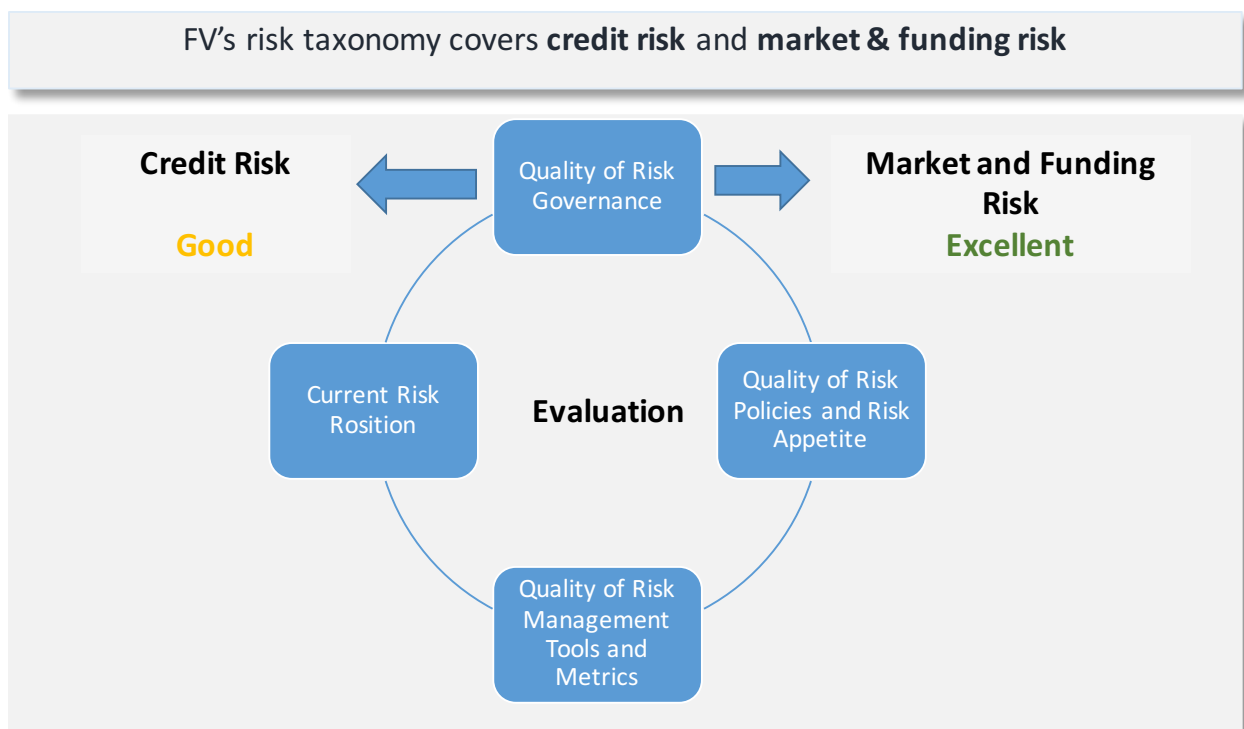 FV’s risk taxonomy covers credit risk and market & funding risk
Credit Risk
Good
Quality of Risk
Governance
Market and Funding
Risk
Excellent
Current Risk
Rosition
Evaluation
Quality of Risk
Policies and Risk
Appetite
Quality of Risk
Management
Tools and
Metrics